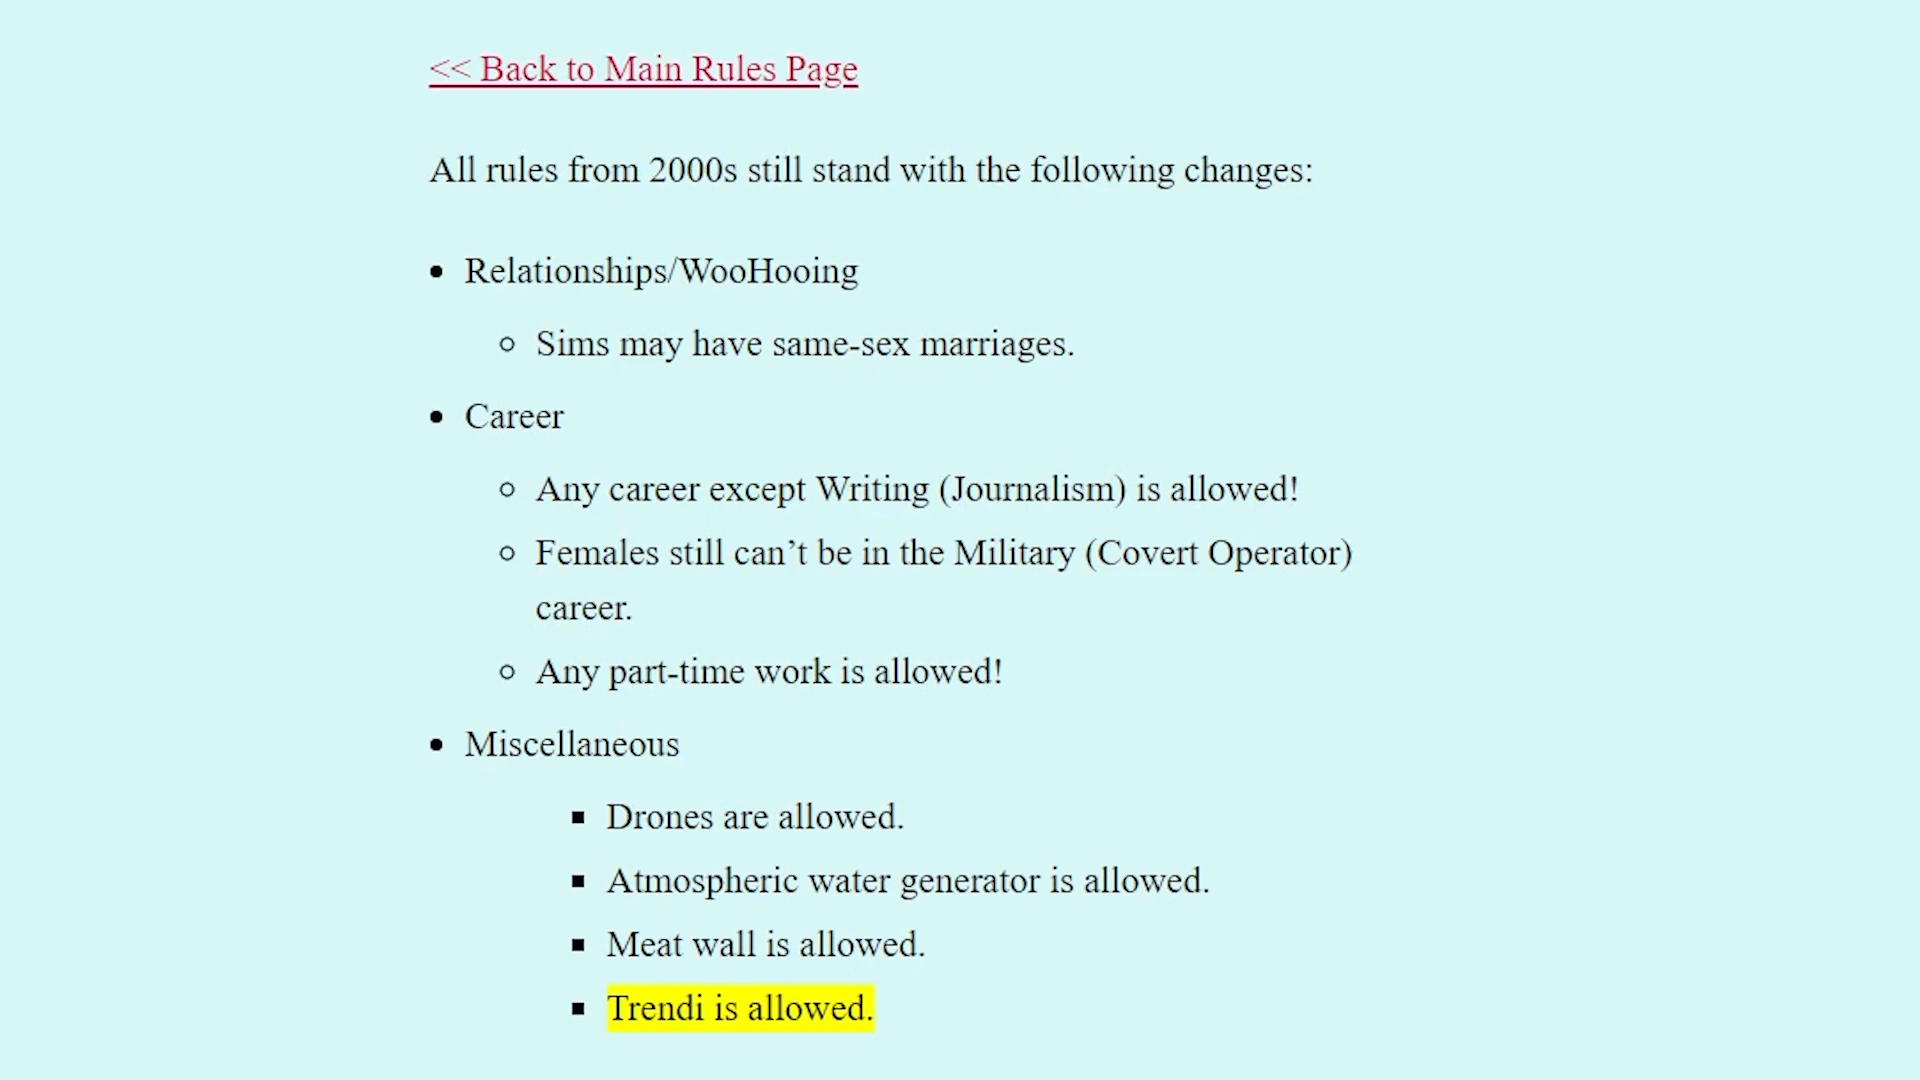 << Back to Main Rules Page
All rules from 2000s still stand with the following changes:
Relationships/WooHooing
Sims may have same-sex marriages.
Career
Any career except Writing (Journalism) is allowed!
Females still can’t be in the Military (Covert Operator)
career.
Any part-time work is allowed!
Miscellaneous
Drones are allowed.
Atmospheric water generator is allowed.
Meat wall is allowed.
Trendi is allowed.